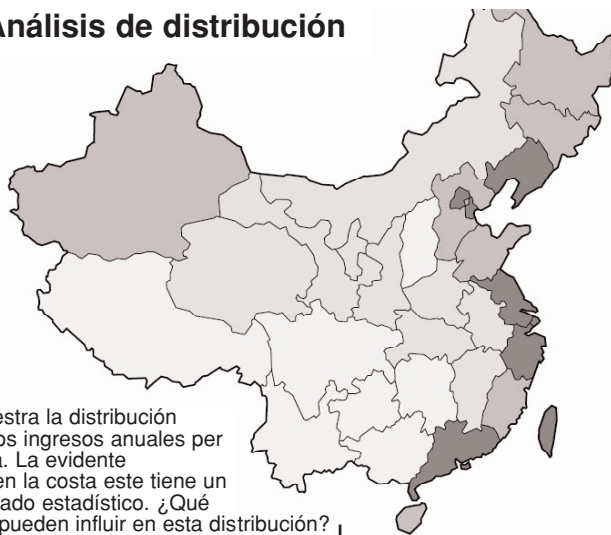 Análisis de distribución
estra la distribución
os ingresos anuales per
a. La evidente
en la costa este tiene un
ado estadístico. ¿Qué
pueden influir en esta distribución?